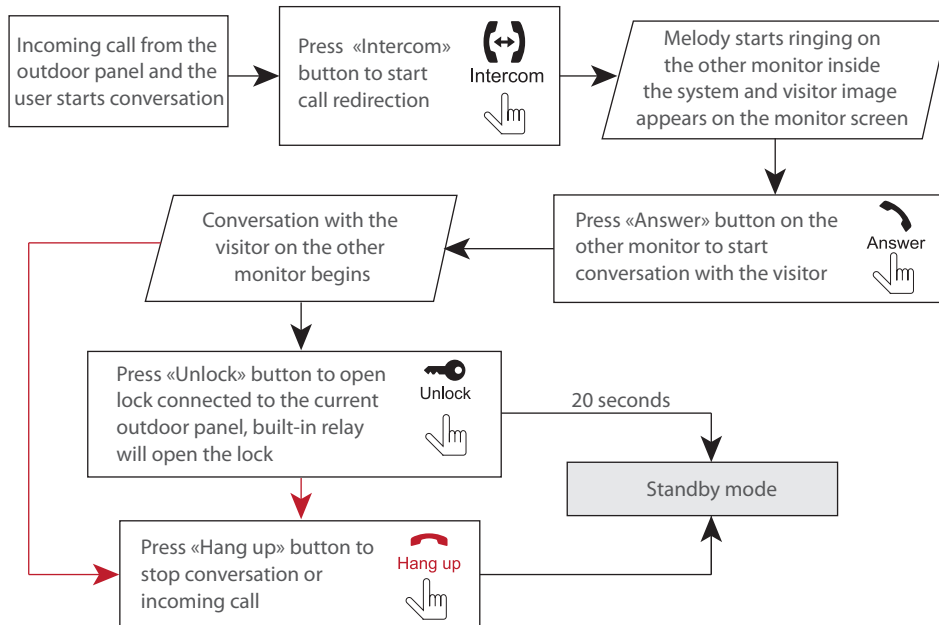 Incoming call from the
outdoor panel and the
user starts conversation
Press «Intercom»
button to start
call redirection
Intercom
Melody starts ringing on
the other monitor inside
the system and visitor image
appears on the monitor screen
Press «Answer» button on the
other monitor to start
conversation with the visitor
Answer
Conversation with the
visitor on the other
monitor begins
Press «Unlock» button to open
lock connected to the current
outdoor panel, built-in relay
will open the lock
Unlock
20 seconds
Standby mode
Press «Hang up» button to
stop conversation or
incoming call
Hang up